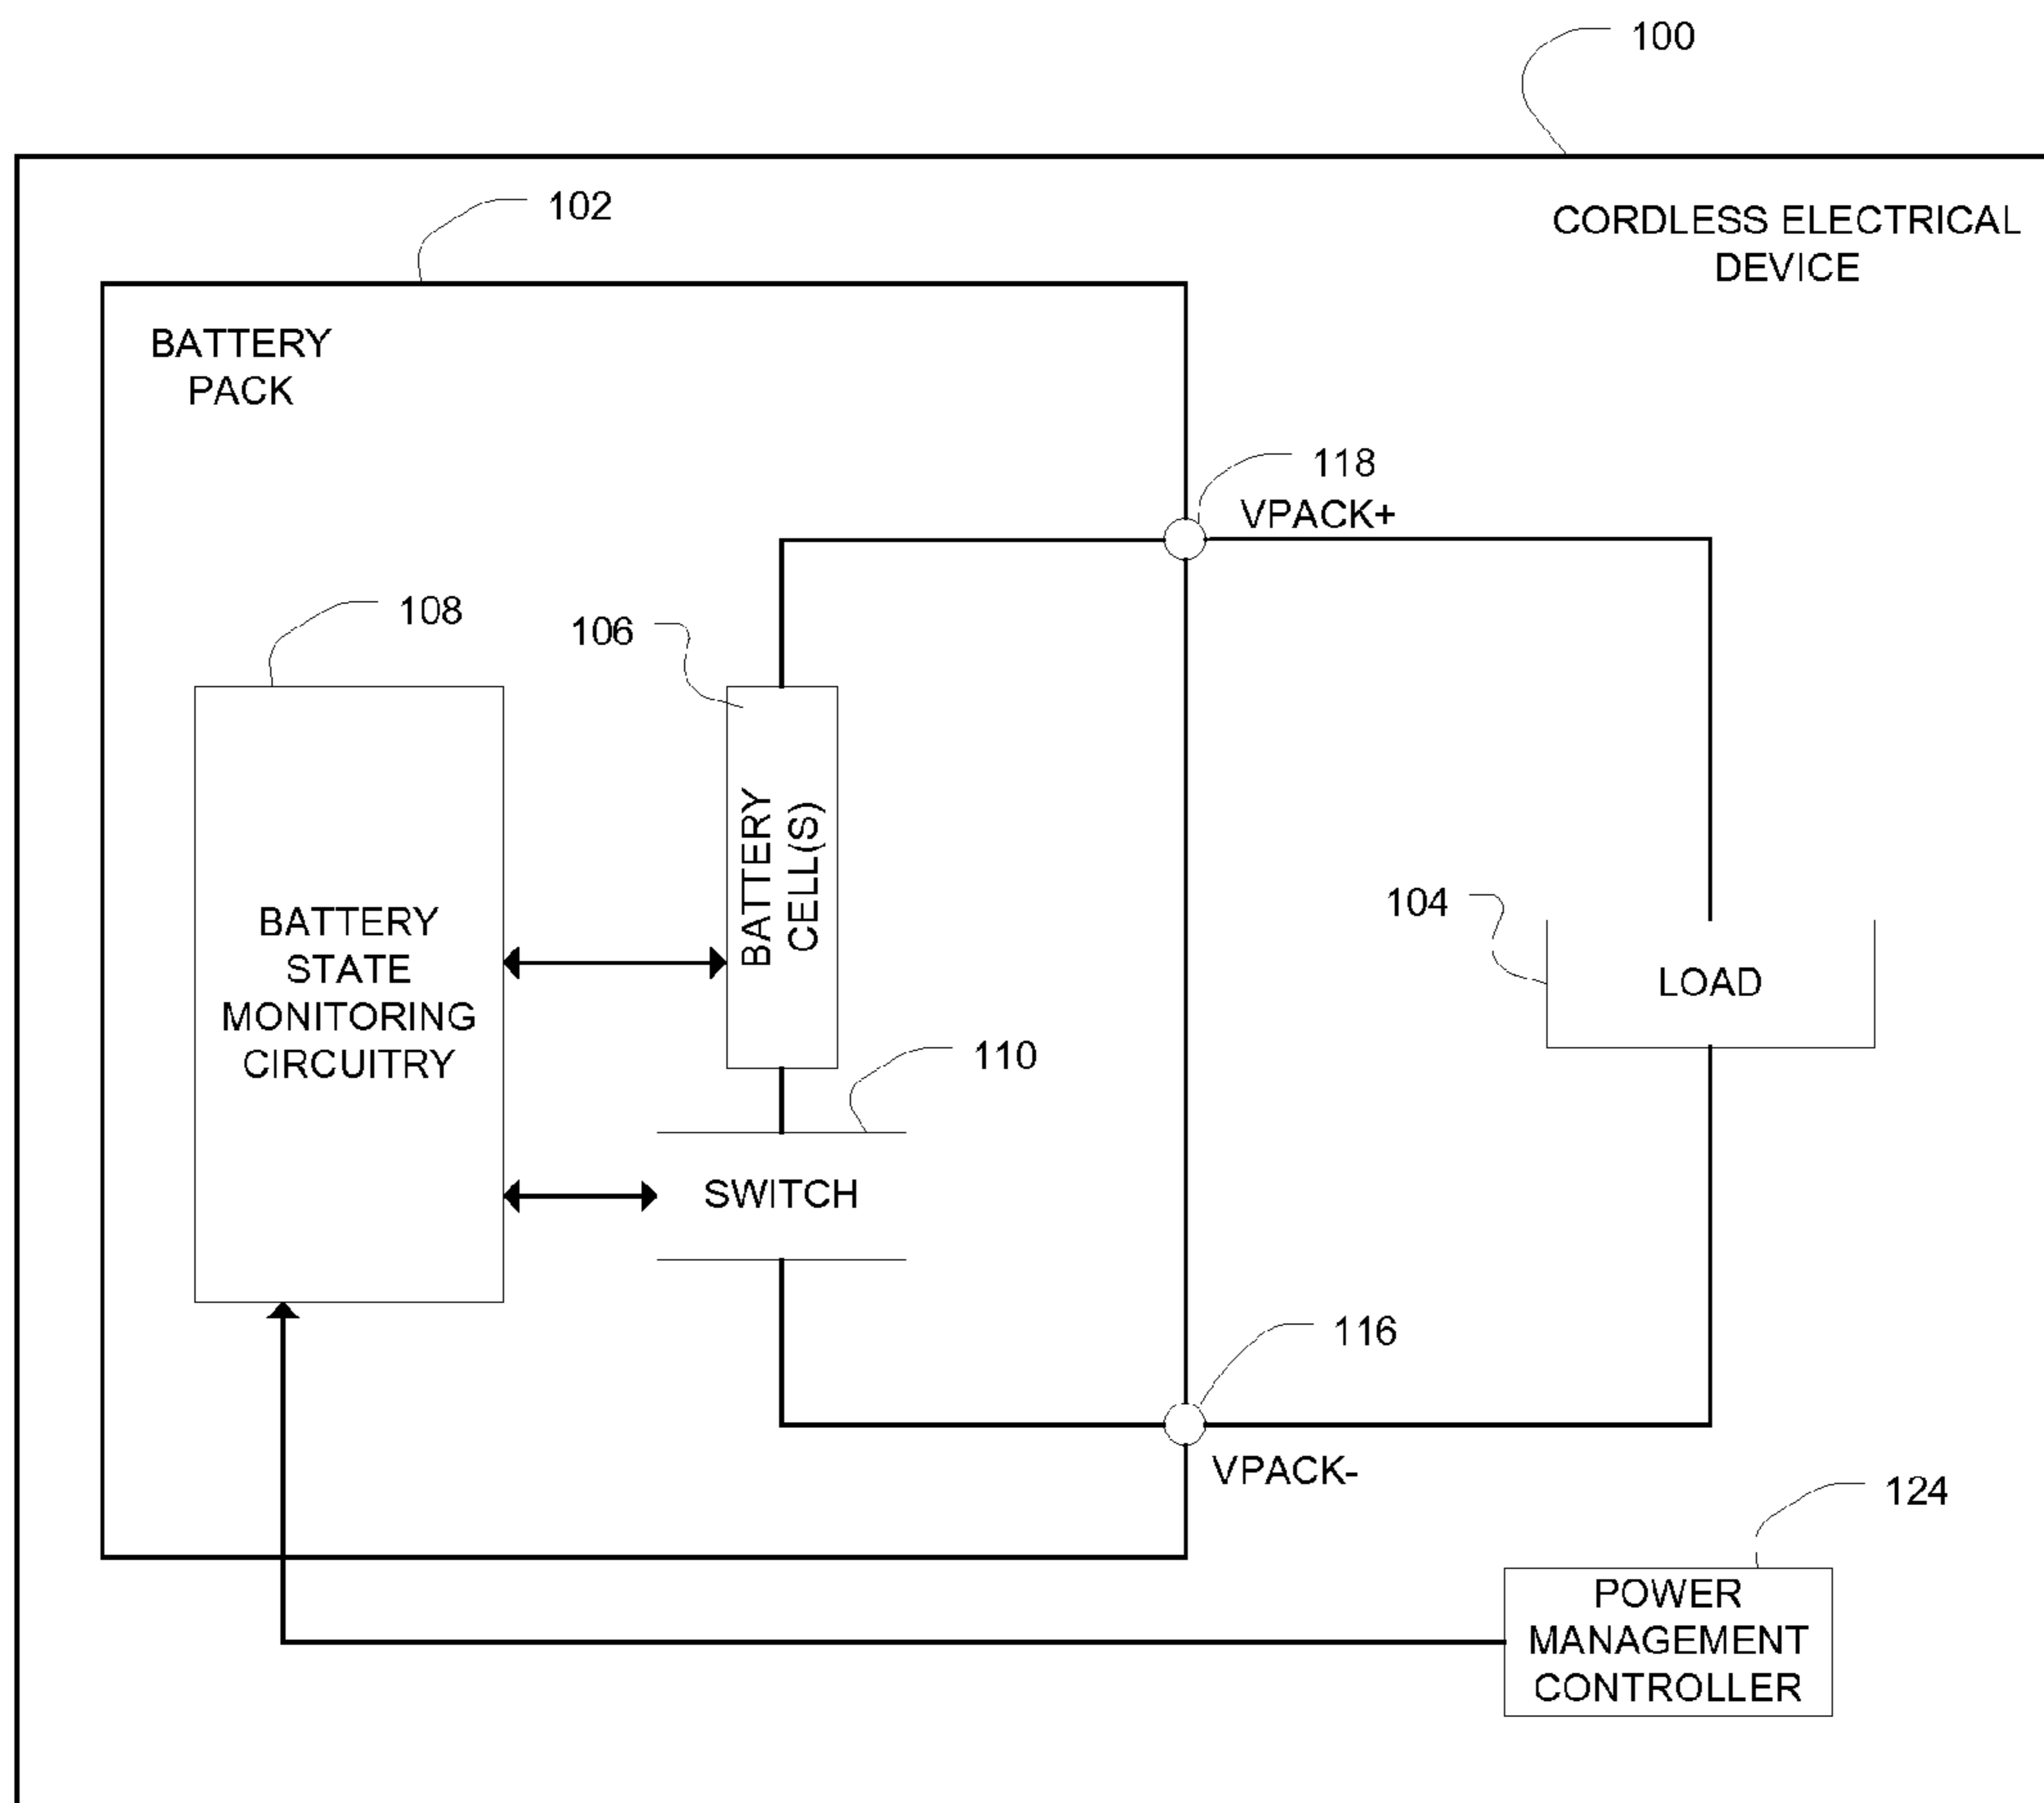 100
CORDLESS ELECTRICAL
DEVICE
102
BATTERY
PACK
118
VPACK+
108
106
BATTERY
CELL(S)
104
LOAD
BATTERY
STATE
MONITORING
CIRCUITRY
110
SWITCH
116
VPACK-
124
POWER
MANAGEMENT
CONTROLLER